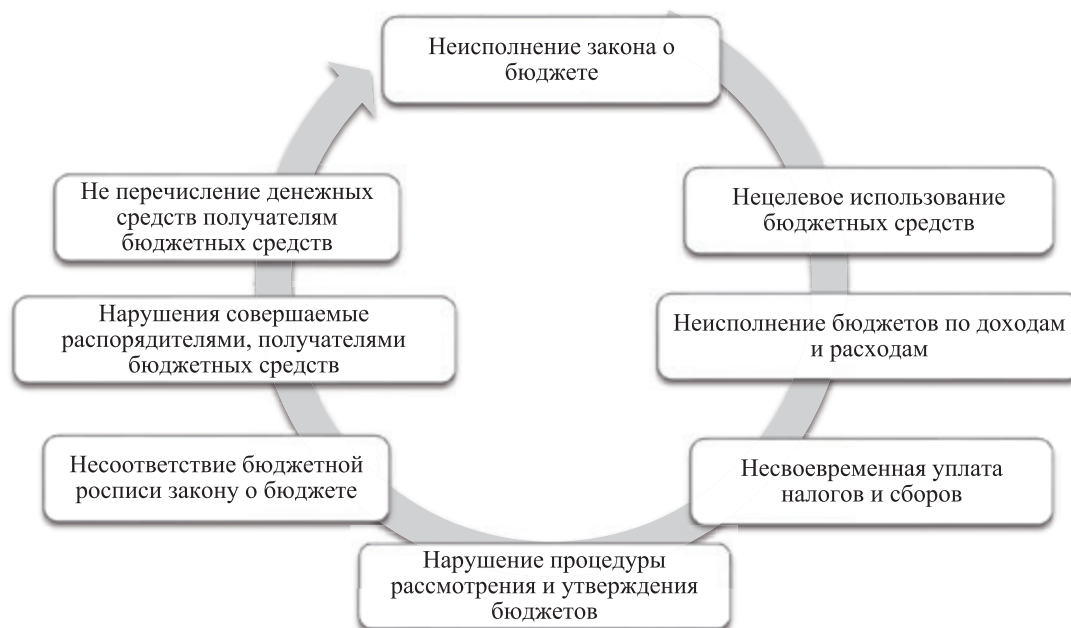 Неисполнение закона о
бюджете
Нецелевое использование
бюджетных средств
Неисполнение бюджетов по доходам
и расходам
Несвоевременная уплата
налогов и сборов
Нарушение процедуры
рассмотрения и утверждения
бюджетов
Несоответствие бюджетной
росписи закону о бюджете
Нарушения совершаемые
распорядителями, получателями
бюджетных средств
Не перечисление денежных
средств получателям
бюджетных средств